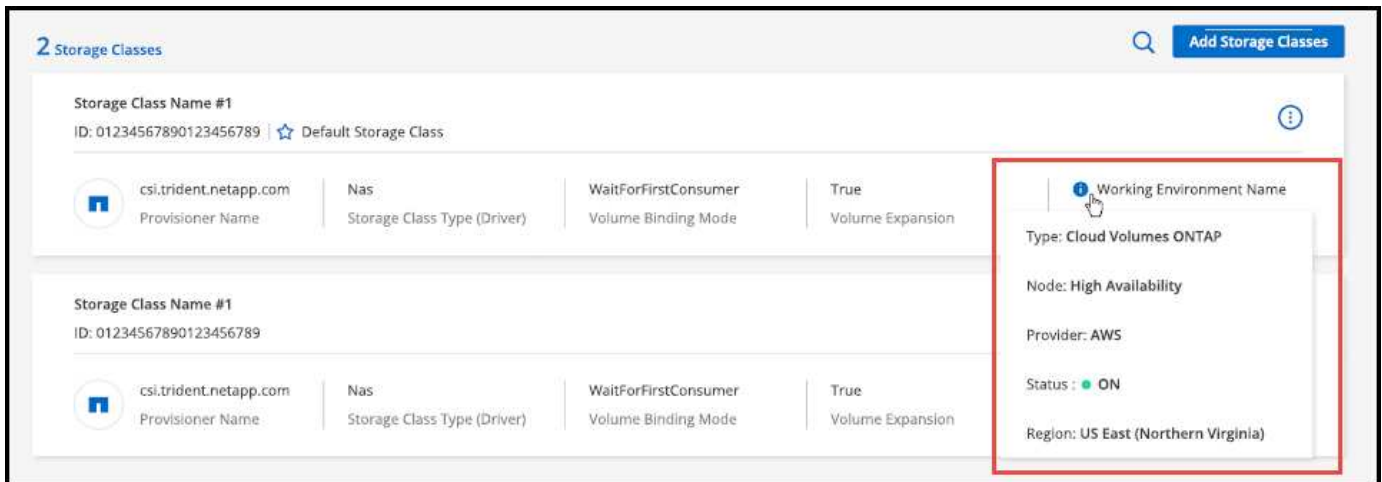 2 Storage Classes
Add Storage Classes
Storage Class Name #1
ID: 01234567890123456789 Default Storage Class
csi.trident.netapp.com Nas WaitForFirstConsumer True Working Environment Name
Provisioner Name Storage Class Type (Driver) Volume Binding Mode Volume Expansion
Type: Cloud Volumes ONTAP
Node: High Availability
Provider: AWS
Status : ON
Region: US East (Northern Virginia)
Storage Class Name #1
ID: 01234567890123456789
csi.trident.netapp.com Nas WaitForFirstConsumer True
Provisioner Name Storage Class Type (Driver) Volume Binding Mode Volume Expansion